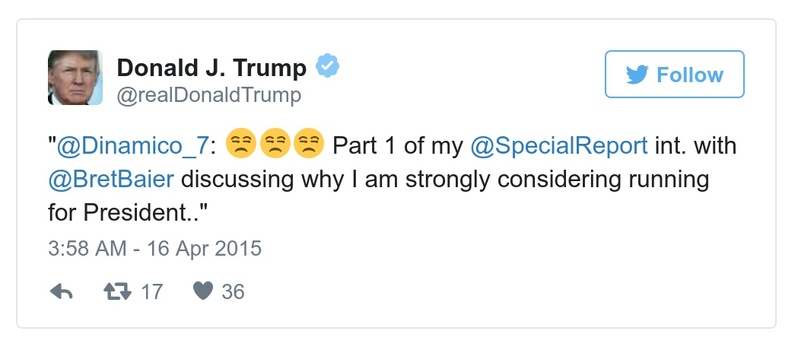 Donald J. Trump
Follow
@realDonaldTrump
"@Dinamico_7: 😒😒😒 Part 1 of my @SpecialReport int. with
@BretBaier discussing why I am strongly considering running
for President.."
3:58 AM - 16 Apr 2015
17 36